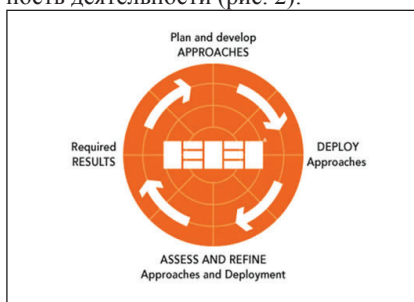 ность деятельности (рис. 2).
Plan and develop
APPROACHES
Required
RESULTS
DEPLOY
Approaches
ASSESS AND REFINE
Approaches and Deployment